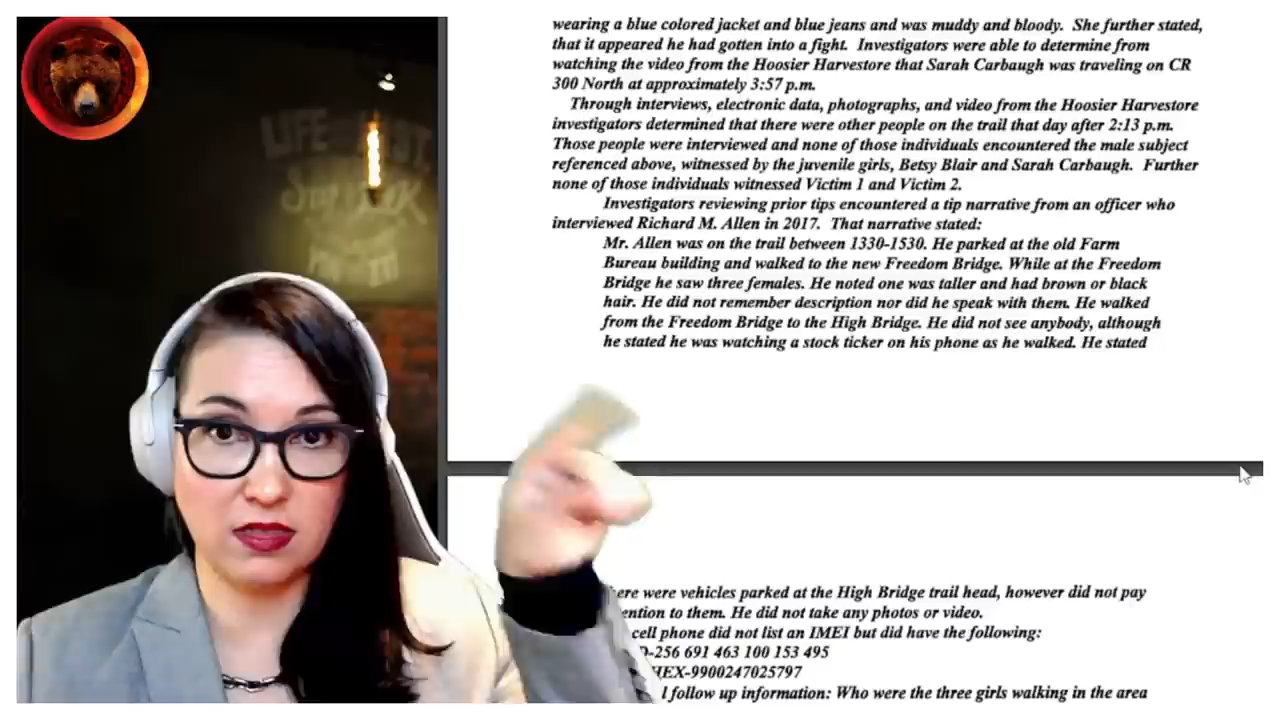 LIFE
wearing a blue colored jacket and blue jeans and was muddy and bloody. She further stated,
that it appeared he had gotten into a fight. Investigators were able to determine from
watching the video from the Hoosier Harvestore that Sarah Carbaugh was traveling on CR
300 North at approximately 3:57 p.m.
Through interviews, electronic data, photographs, and video from the Hoosier Harvestore
investigators determined that there were other people on the trail that day after 2:13 p.m.
Those people were interviewed and none of those individuals encountered the male subject
referenced above, witnessed by the juvenile girls, Betsy Blair and Sarah Carbaugh. Further
none of those individuals witnessed Victim 1 and Victim 2.
Investigators reviewing prior tips encountered a tip narrative from an officer who
interviewed Richard M. Allen in 2017. That narrative stated:
Mr. Allen was on the trail between 1330-1530. He parked at the old Farm
Bureau building and walked to the new Freedom Bridge. While at the Freedom
Bridge he saw three females. He noted one was taller and had brown or black
hair. He did not remember description nor did he speak with them. He walked
from the Freedom Bridge to the High Bridge. He did not see anybody, although
he stated he was watching a stock ticker on his phone as he walked. He stated
ere were vehicles parked at the High Bridge trail head, however did not pay
ention to them. He did not take any photos or video.
cell phone did not list an IMEI but did have the following:
D-256 691 463 100 153 495
HEX-9900247025797
l follow up information: Who were the three girls walking in the area